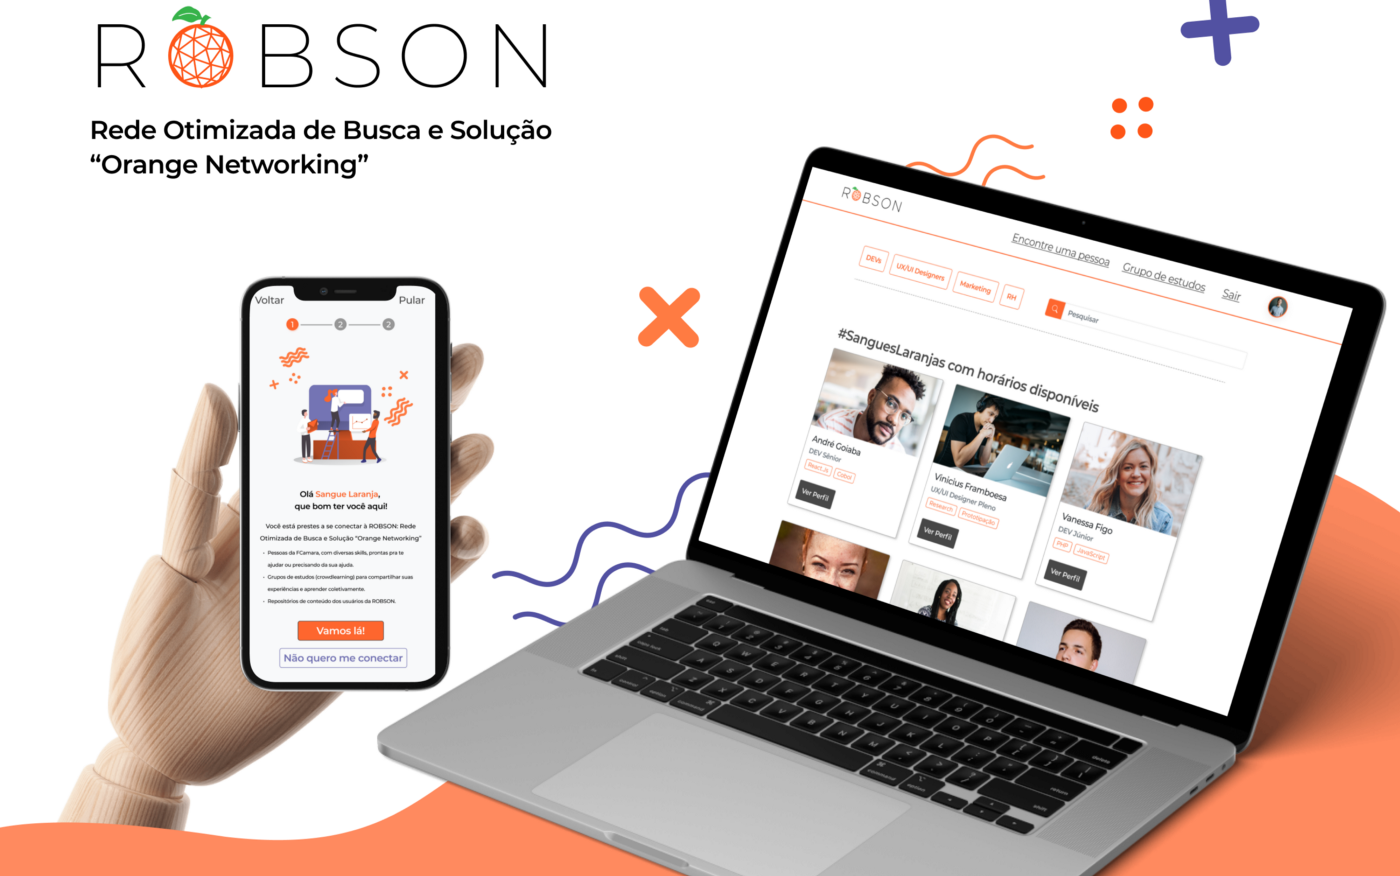 ROBSON
Rede Otimizada de Busca e Solução
“Orange Networking”
Voltar
Pular
1
2
2
Olá Sangue Laranja,
que bom ter você aqui!
Você está prestes a se conectar à ROBSON: Rede
Otimizada de Busca e Solução “Orange Networking”
- Pessoas da FCamara, com diversas skills, prontas pra te
ajudar ou precisando da sua ajuda.
- Grupos de estudos (crowdlearning) para compartilhar suas
experiências e aprender coletivamente.
- Repositórios de conteúdo dos usuários da ROBSON.
Vamos lá!
Não quero me conectar
ROBSON
Encontre uma pessoa
Grupo de estudos
Sair
DEVs
UX/UI Designers
Marketing
RH
Pesquisar
#SanguesLaranjas com horários disponíveis
André Goiaba
DEV Sênior
React.Js
Cobol
Ver Perfil
Vinicius Framboesa
UX/UI Designer Pleno
Research
Prototipação
Ver Perfil
Vanessa Figo
DEV Júnior
PHP
JavaScript
Ver Perfil